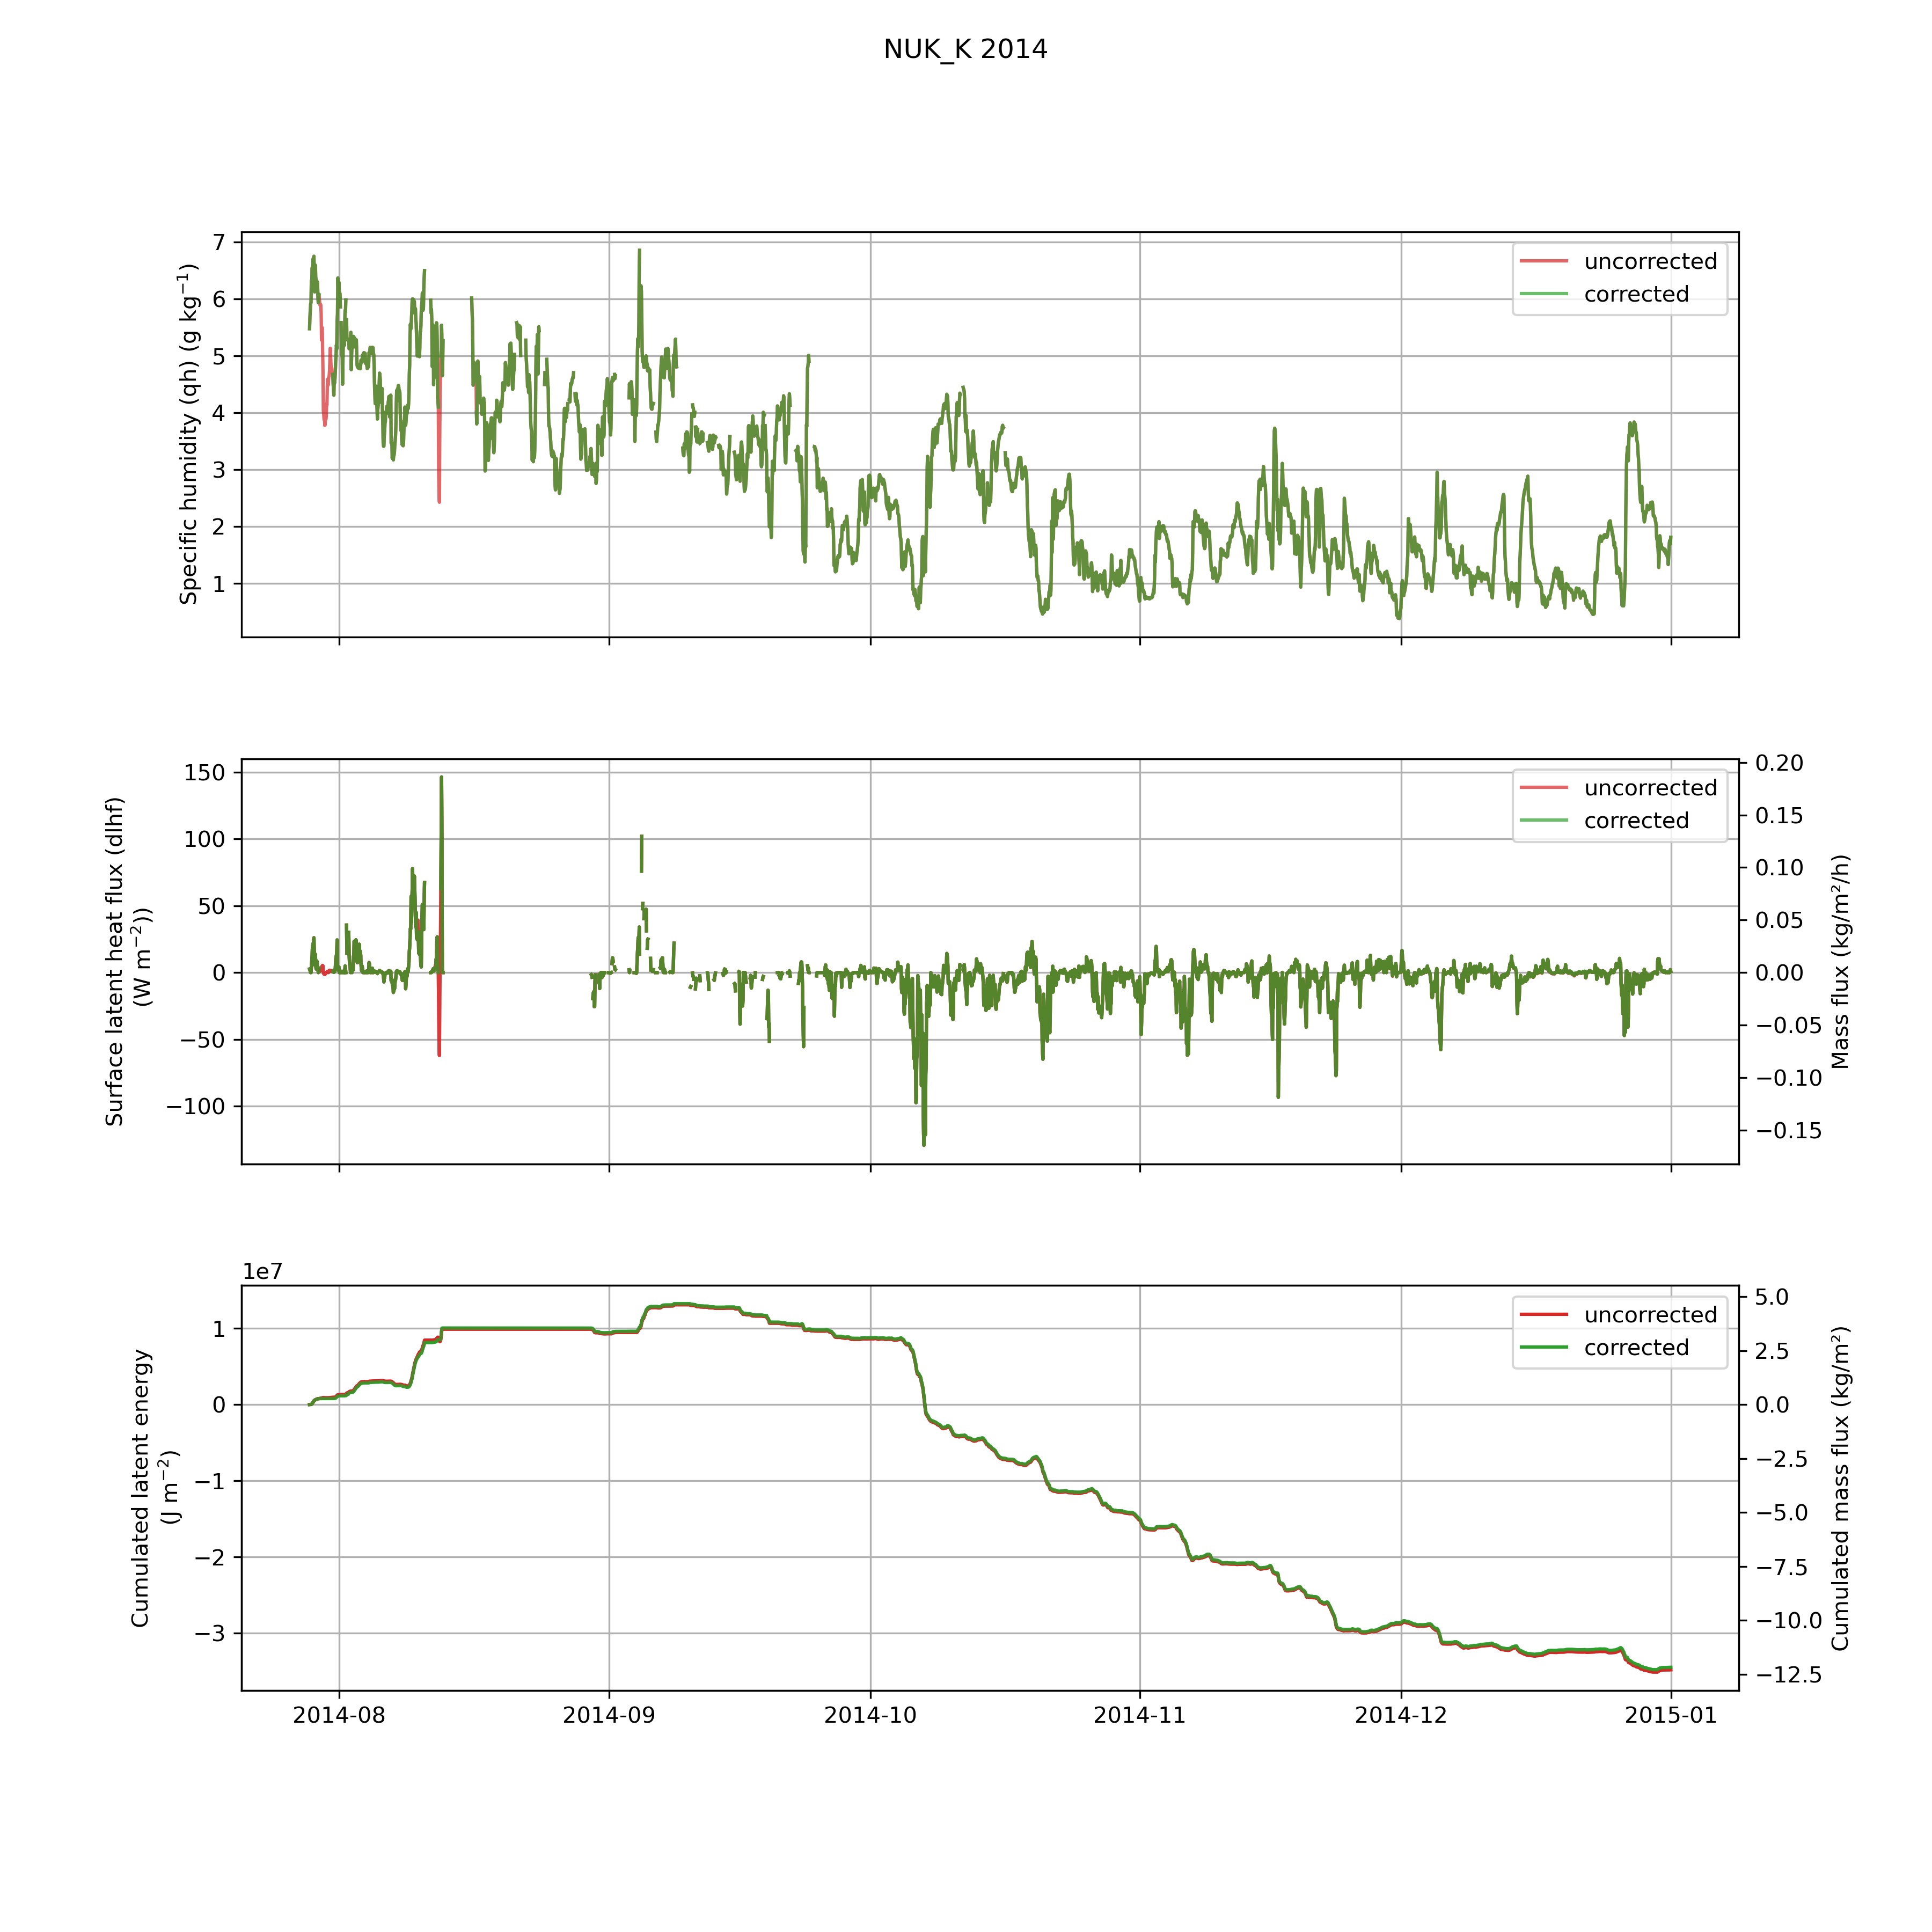 NUK_K 2014
Specific humidity (qh) (g kg⁻¹)
7
6
5
4
3
2
1
uncorrected
corrected
Surface latent heat flux (dlhf)
(W m⁻²))
150
100
50
0
−50
−100
uncorrected
corrected
0.20
0.15
0.10
0.05
0.00
−0.05
−0.10
−0.15
Mass flux (kg/m²/h)
1e7
Cumulated latent energy
(J m⁻²)
1
0
−1
−2
−3
uncorrected
corrected
5.0
2.5
0.0
−2.5
−5.0
−7.5
−10.0
−12.5
Cumulated mass flux (kg/m²)
2014-08 2014-09 2014-10 2014-11 2014-12 2015-01